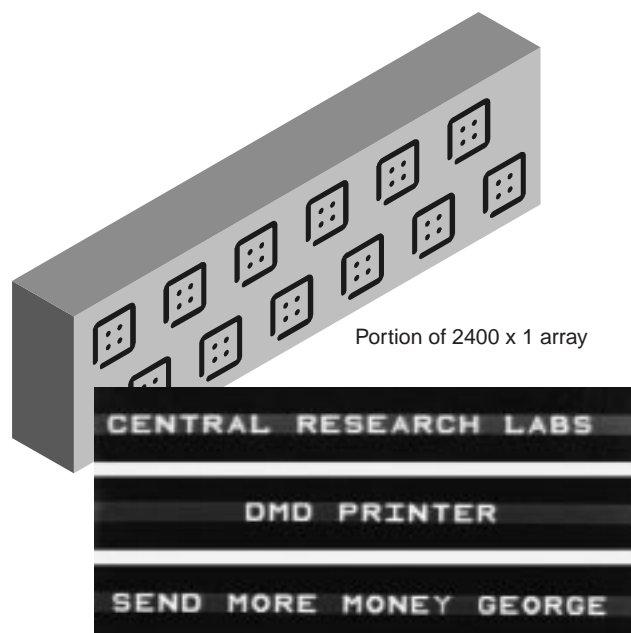 Portion of 2400 x 1 array
CENTRAL RESEARCH LABS
DMD PRINTER
SEND MORE MONEY GEORGE